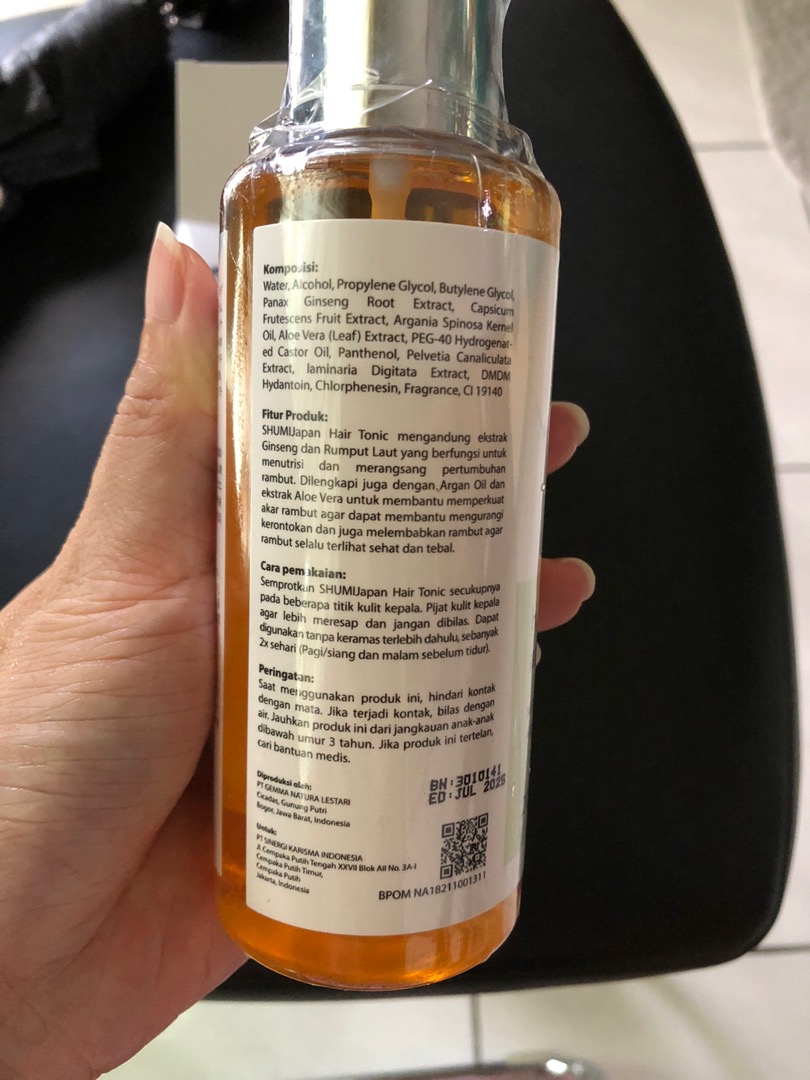 Komposisi:
Water, Alcohol, Propylene Glycol, Butylene Glycol,
Panax Ginseng Root Extract, Capsicum
Frutescens Fruit Extract, Argania Spinosa Kernel
Oil, Aloe Vera (Leaf) Extract, PEG-40 Hydrogenat-
ed Castor Oil, Panthenol, Pelvetia Canaliculata
Extract, laminaria Digitata Extract, DMDM
Hydantoin, Chlorphenesin, Fragrance, CI 19140
Fitur Produk:
SHUMIJapan Hair Tonic mengandung ekstrak
Ginseng dan Rumput Laut yang berfungsi untuk
menutrisi dan merangsang pertumbuhan
rambut. Dilengkapi juga dengan Argan Oil dan
ekstrak Aloe Vera untuk membantu memperkuat
akar rambut agar dapat membantu mengurangi
kerontokan dan juga melembabkan rambut agar
rambut selalu terlihat sehat dan tebal.
Cara pemakaian:
Semprotkan SHUMIJapan Hair Tonic secukupnya
pada beberapa titik kulit kepala. Pijat kulit kepala
agar lebih meresap dan jangan dibilas. Dapat
digunakan tanpa keramas terlebih dahulu, sebanyak
2x sehari (Pagi/siang dan malam sebelum tidur).
Peringatan:
Saat menggunakan produk ini, hindari kontak
dengan mata. Jika terjadi kontak, bilas dengan
air. Jauhkan produk ini dari jangkauan anak-anak
dibawah umur 3 tahun. Jika produk ini tertelan,
cari bantuan medis.
Diproduksi oleh:
PT GEMMA NATURA LESTARI
Cicadas, Gunung Putri
Bogor, Jawa Barat, Indonesia
BN:3010141
ED:JUL 2025
Untuk:
PT SINERGI KARISMA INDONESIA
Jl. Cempaka Putih Tengah XXVII Blok AII No. 3A-I
Cempaka Putih Timur,
Cempaka Putih
Jakarta, Indonesia
BPOM NA18211001311